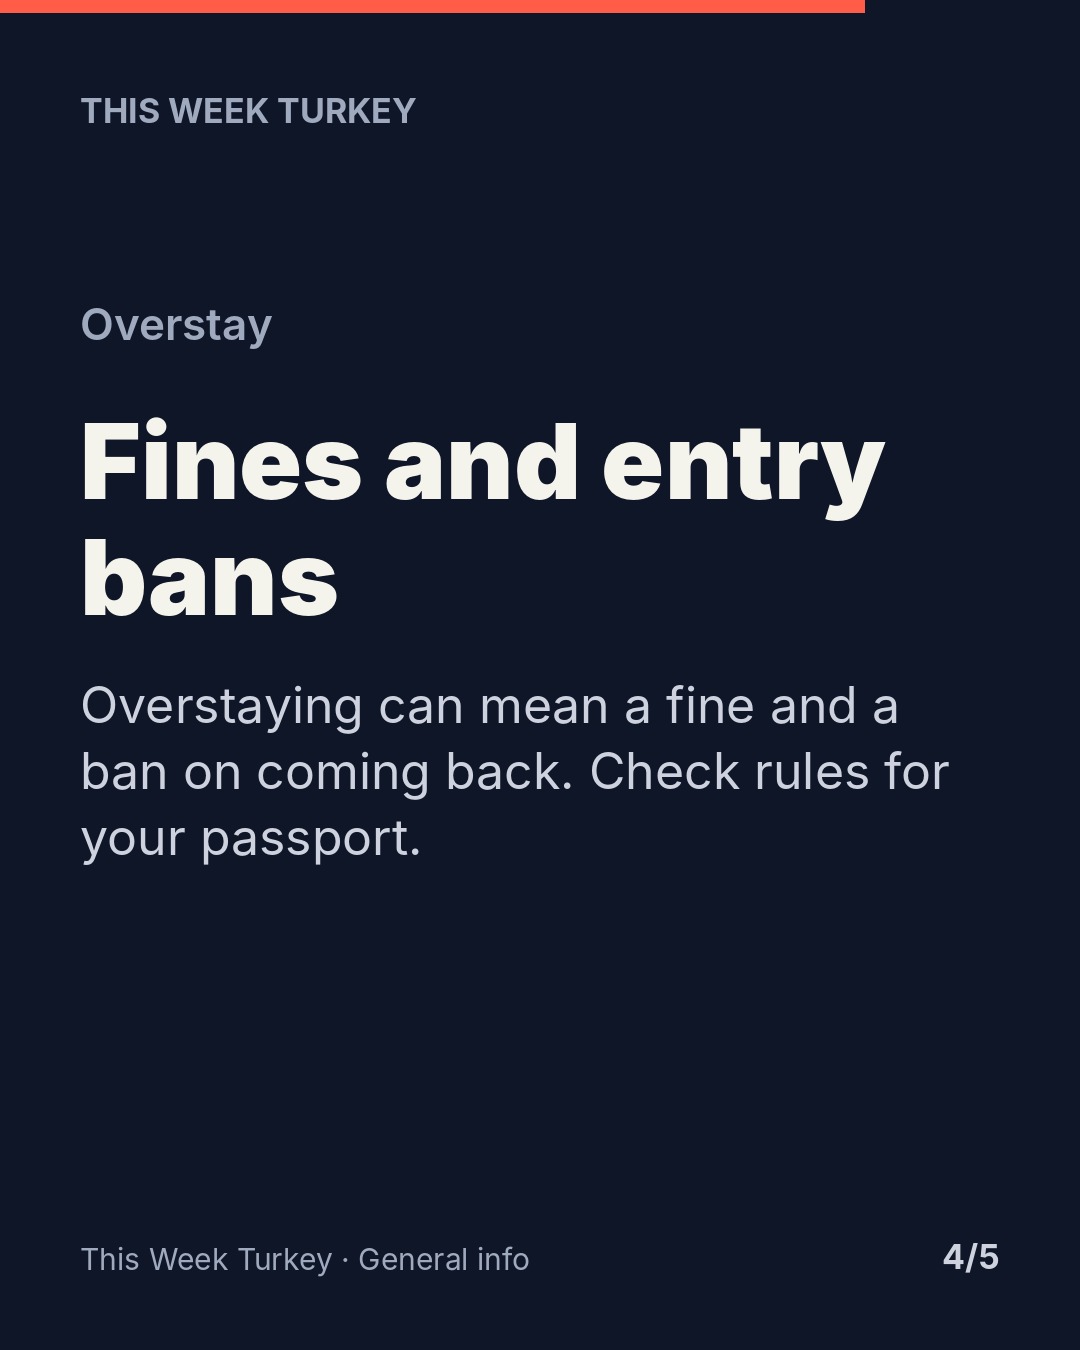 THIS WEEK TURKEY
Overstay
Fines and entry
bans
Overstaying can mean a fine and a
ban on coming back. Check rules for
your passport.
This Week Turkey · General info
4/5